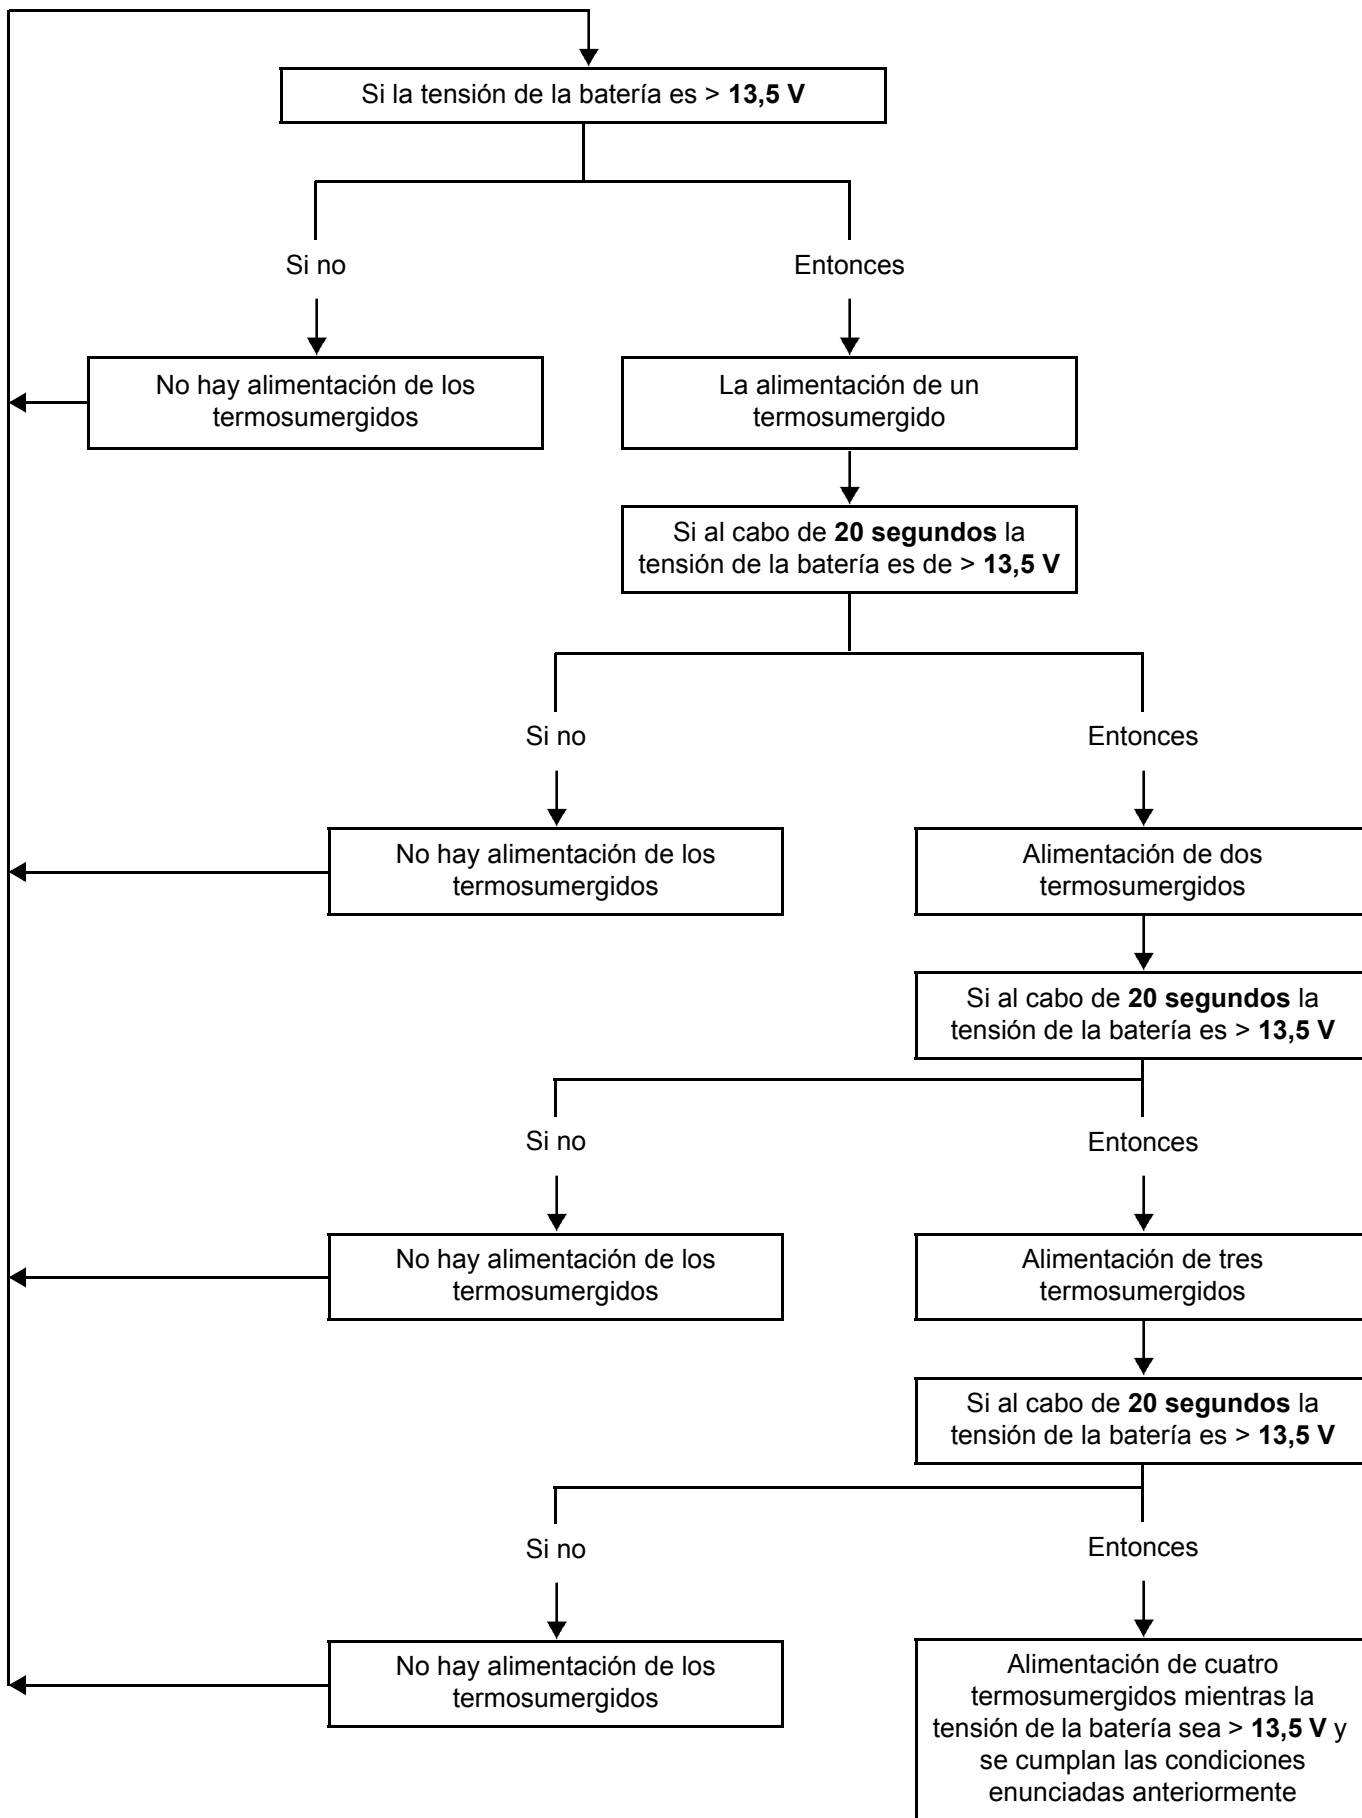 Si la tensión de la batería es > 13,5 V
Si no
Entonces
No hay alimentación de los
termosumergidos
La alimentación de un
termosumergido
Si al cabo de 20 segundos la
tensión de la batería es de > 13,5 V
Si no
Entonces
No hay alimentación de los
termosumergidos
Alimentación de dos
termosumergidos
Si al cabo de 20 segundos la
tensión de la batería es > 13,5 V
Si no
Entonces
No hay alimentación de los
termosumergidos
Alimentación de tres
termosumergidos
Si al cabo de 20 segundos la
tensión de la batería es > 13,5 V
Si no
Entonces
No hay alimentación de los
termosumergidos
Alimentación de cuatro
termosumergidos mientras la
tensión de la batería sea > 13,5 V y
se cumplan las condiciones
enunciadas anteriormente